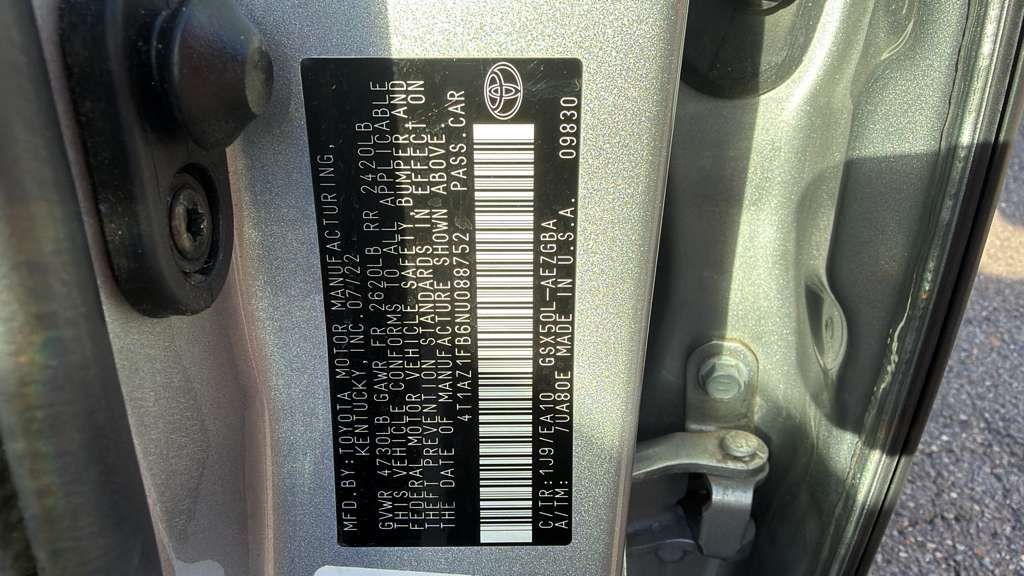 MFD.BY:TOYOTA MOTOR MANUFACTURING,
KENTUCKY INC. 07/22
GVWR 4730LB GAWR FR 2620LB RR 2420LB
THIS VEHICLE CONFORMS TO ALL APPLICABLE
FEDERAL MOTOR VEHICLE SAFETY BUMPER AND
THEFT PREVENTION STANDARDS IN EFFECT ON
THE DATE OF MANUFACTURE SHOWN ABOVE.
4T1AZ1FB6NU088752 PASS.CAR
C/TR:1J9/EA10 GSX50L-AEZGBA 09830
A/TM: /UA80E MADE IN U.S.A.